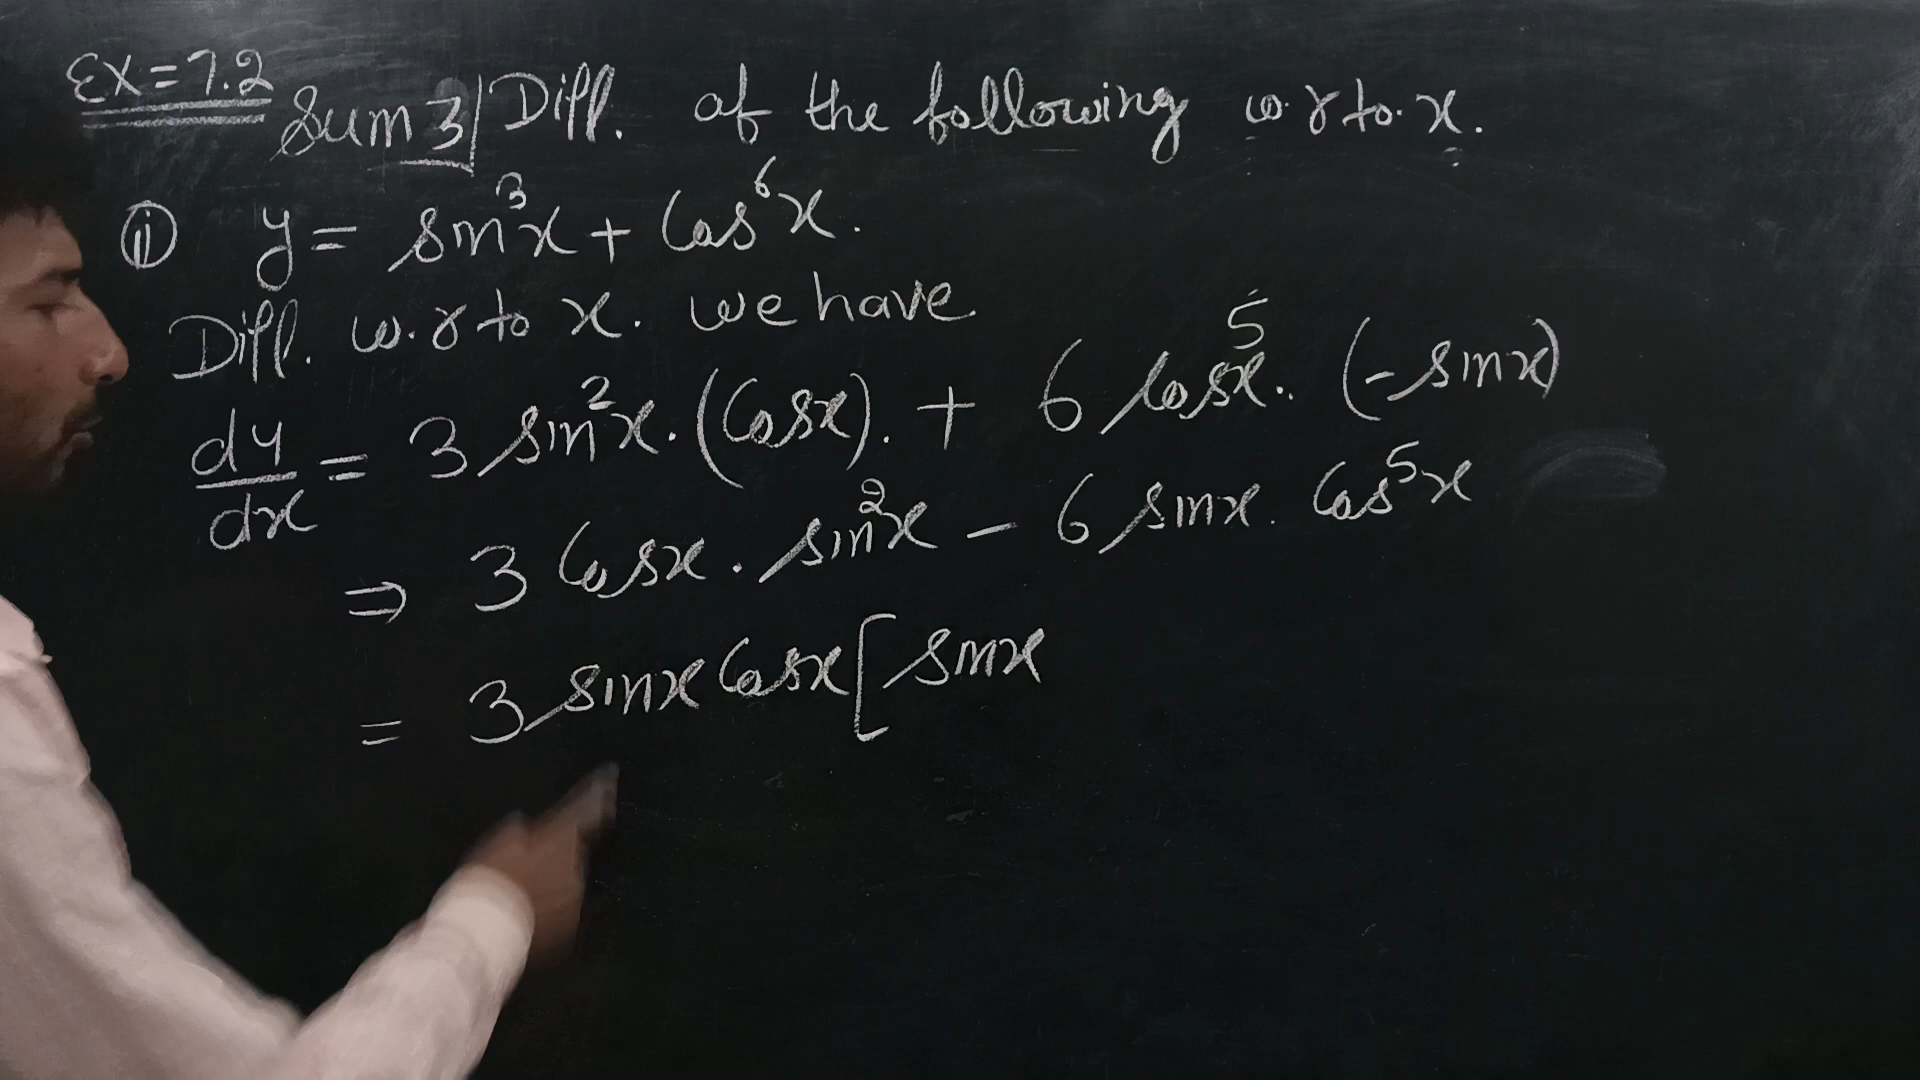 Ex=7.2
Sum 3| Diff. of the following w.r to. x.
(ii) y = sin³x + Cos⁶x.
Diff. w.r to x. we have
dy/dx = 3 sin²x.(Cosx). + 6 cos⁵x. (-sinx)
⇒ 3 Cosx. sin²x - 6 sinx. Cos⁵x
= 3 sinx Cosx[sinx